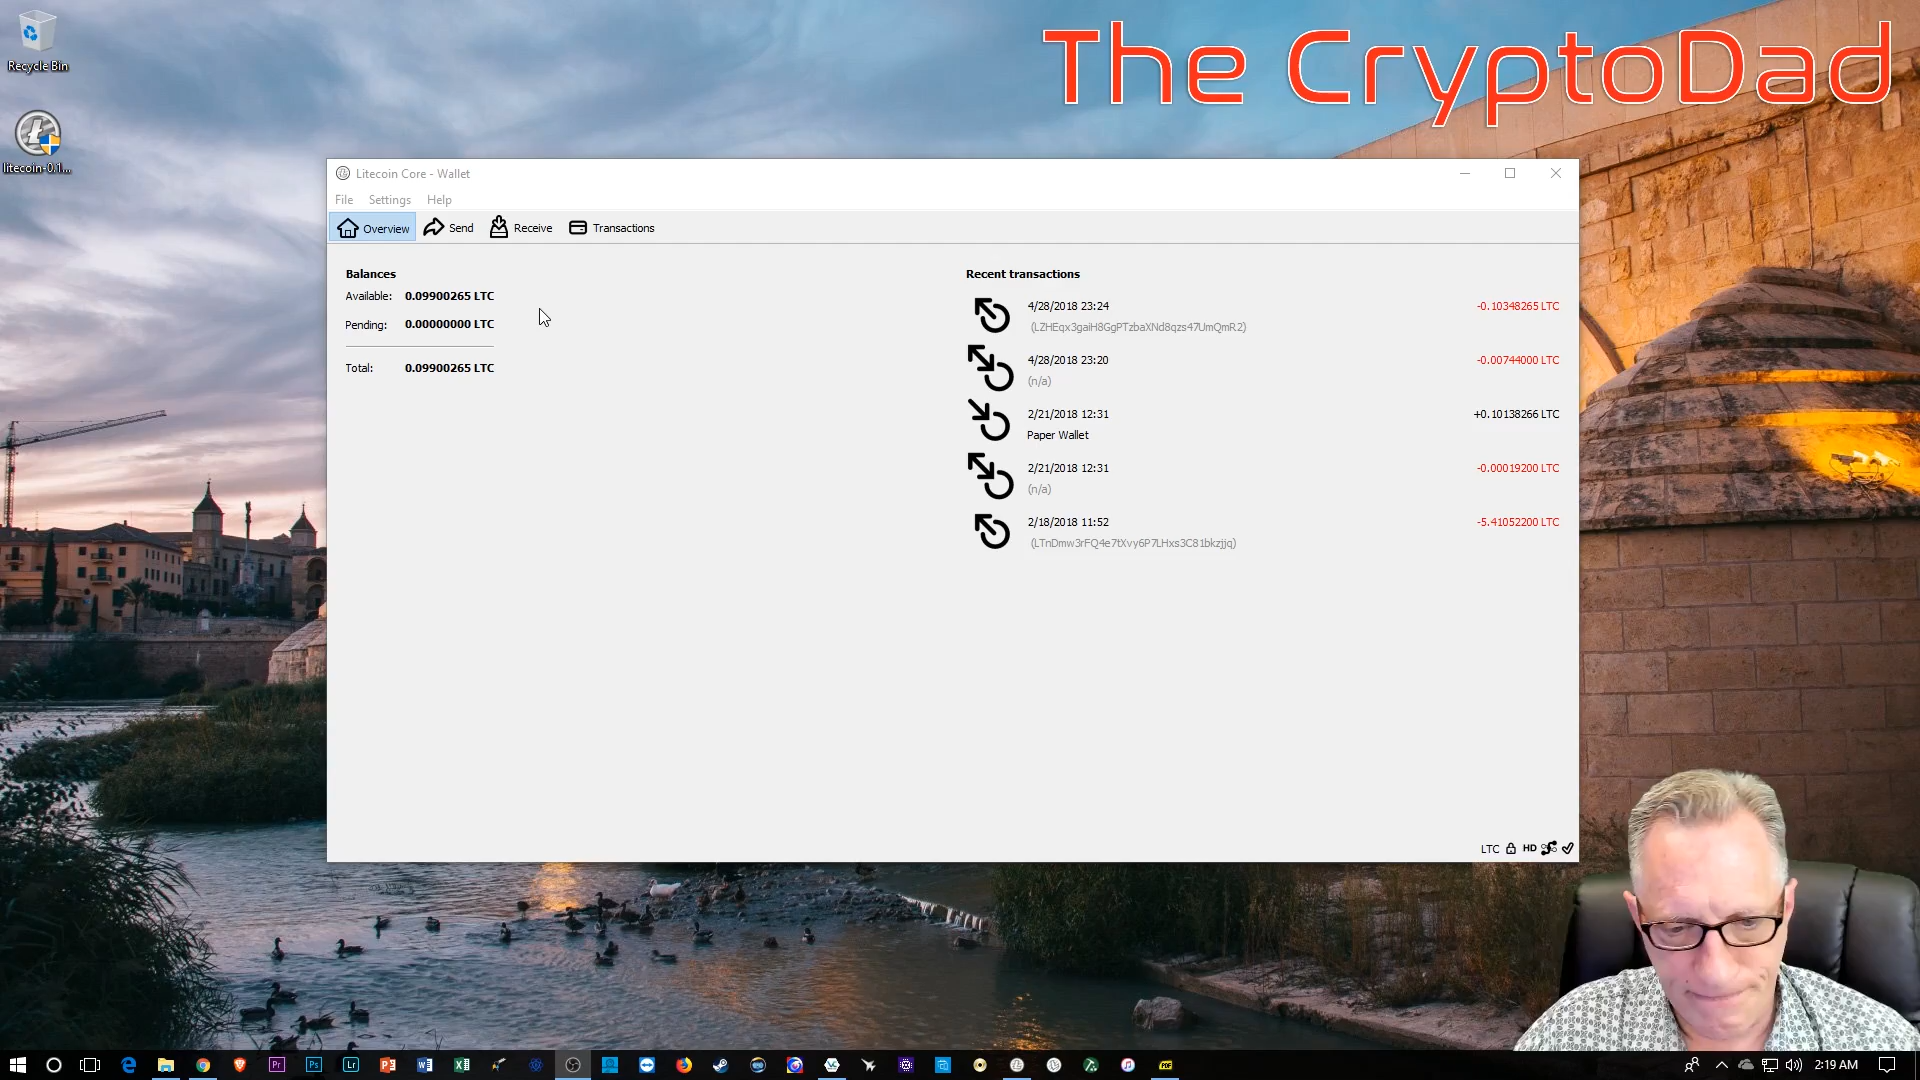 The CryptoDad
Recycle Bin
litecoin-0.1...
Litecoin Core - Wallet
File Settings Help
Overview Send Receive Transactions
Balances
Available: 0.09900265 LTC
Pending: 0.00000000 LTC
Total: 0.09900265 LTC
Recent transactions
4/28/2018 23:24 -0.10348265 LTC
(LZHEqx3gaiH8GgPTzbaXNd8qzs47UmQmR2)
4/28/2018 23:20 -0.00744000 LTC
(n/a)
2/21/2018 12:31 +0.10138266 LTC
Paper Wallet
2/21/2018 12:31 -0.00019200 LTC
(n/a)
2/18/2018 11:52 -5.41052200 LTC
(LTnDmw3rFQ4e7tXvy6P7LHxs3C81bkzjjq)
LTC HD
Pr Ps Lr
2:19 AM